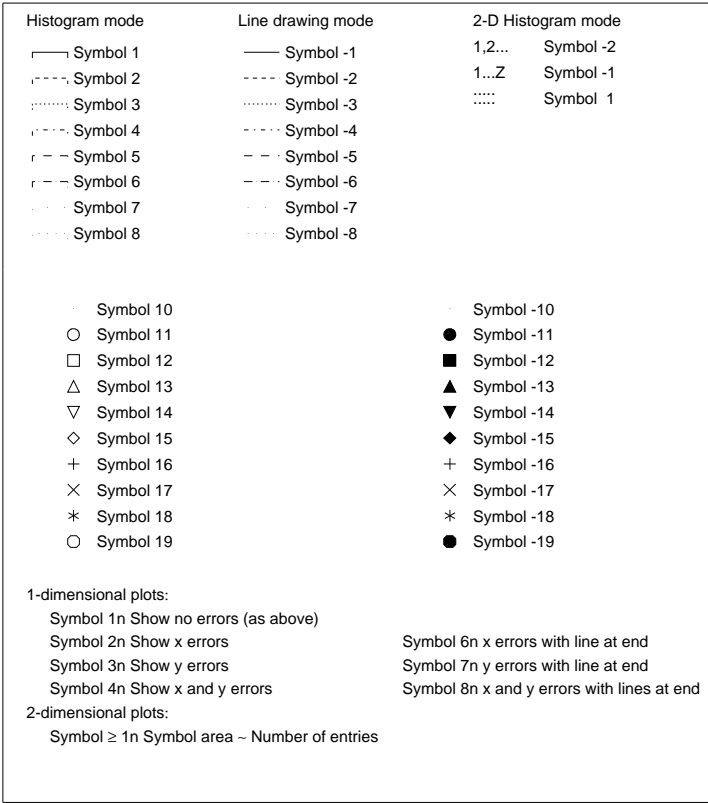 Histogram mode Line drawing mode 2-D Histogram mode
Symbol 1 Symbol -1 1,2... Symbol -2
Symbol 2 Symbol -2 1...Z Symbol -1
Symbol 3 Symbol -3 Symbol 1
Symbol 4 Symbol -4
Symbol 5 Symbol -5
Symbol 6 Symbol -6
Symbol 7 Symbol -7
Symbol 8 Symbol -8
Symbol 10 Symbol -10
Symbol 11 Symbol -11
Symbol 12 Symbol -12
Symbol 13 Symbol -13
Symbol 14 Symbol -14
Symbol 15 Symbol -15
Symbol 16 Symbol -16
Symbol 17 Symbol -17
Symbol 18 Symbol -18
Symbol 19 Symbol -19
1-dimensional plots:
Symbol 1n Show no errors (as above)
Symbol 2n Show x errors Symbol 6n x errors with line at end
Symbol 3n Show y errors Symbol 7n y errors with line at end
Symbol 4n Show x and y errors Symbol 8n x and y errors with lines at end
2-dimensional plots:
Symbol ≥ 1n Symbol area ~ Number of entries